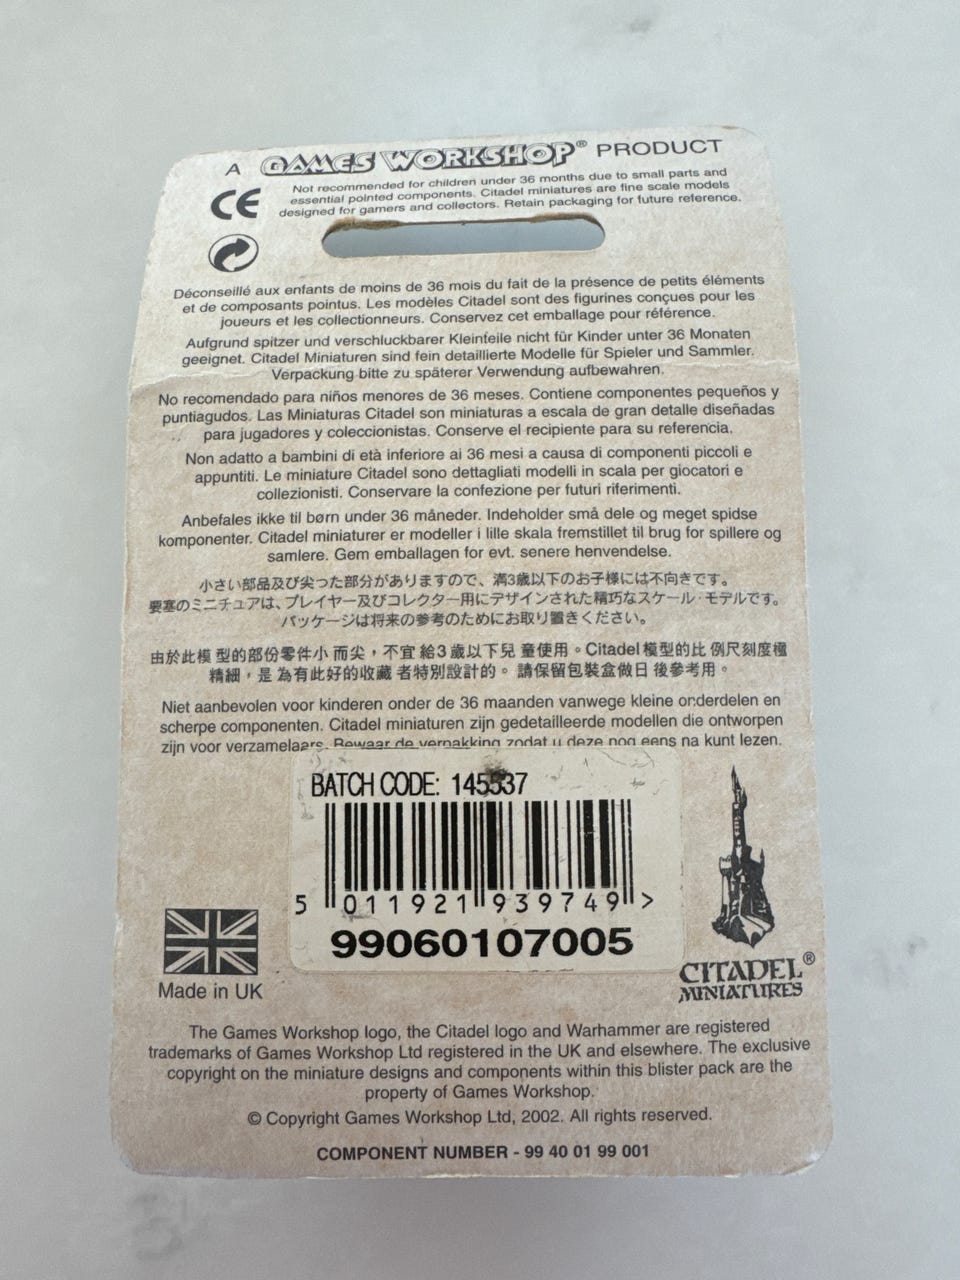 A GAMES WORKSHOP® PRODUCT
CE
Not recommended for children under 36 months due to small parts and
essential pointed components. Citadel miniatures are fine scale models
designed for gamers and collectors. Retain packaging for future reference.
Déconseillé aux enfants de moins de 36 mois du fait de la présence de petits éléments
et de composants pointus. Les modèles Citadel sont des figurines conçues pour les
joueurs et les collectionneurs. Conservez cet emballage pour référence.
Aufgrund spitzer und verschluckbarer Kleinteile nicht für Kinder unter 36 Monaten
geeignet. Citadel Miniaturen sind fein detaillierte Modelle für Spieler und Sammler.
Verpackung bitte zu späterer Verwendung aufbewahren.
No recomendado para niños menores de 36 meses. Contiene componentes pequeños y
puntiagudos. Las Miniaturas Citadel son miniaturas a escala de gran detalle diseñadas
para jugadores y coleccionistas. Conserve el recipiente para su referencia.
Non adatto a bambini di età inferiore ai 36 mesi a causa di componenti piccoli e
appuntiti. Le miniature Citadel sono dettagliati modelli in scala per giocatori e
collezionisti. Conservare la confezione per futuri riferimenti.
Anbefales ikke til børn under 36 måneder. Indeholder små dele og meget spidse
komponenter. Citadel miniaturer er modeller i lille skala fremstillet til brug for spillere og
samlere. Gem emballagen for evt. senere henvendelse.
小さい部品及び尖った部分がありますので、満3歳以下のお子様には不向きです。
要塞のミニチュアは、プレイヤー及びコレクター用にデザインされた精巧なスケール・モデルです。
パッケージは将来の参考のためにお取り置きください。
由於此模 型的部份零件小 而尖，不宜 給3 歲以下兒 童使用。Citadel 模型的比 例尺刻度極
精細，是 為有此好的收藏 者特別設計的。 請保留包裝盒做日 後參考用。
Niet aanbevolen voor kinderen onder de 36 maanden vanwege kleine onderdelen en
scherpe componenten. Citadel miniaturen zijn gedetailleerde modellen die ontworpen
zijn voor verzamelaars. Bewaar de verpakking zodat u deze nog eens na kunt lezen.
BATCH CODE: 145537
5 011921 939749 >
99060107005
Made in UK
CITADEL®
MINIATURES
The Games Workshop logo, the Citadel logo and Warhammer are registered
trademarks of Games Workshop Ltd registered in the UK and elsewhere. The exclusive
copyright on the miniature designs and components within this blister pack are the
property of Games Workshop.
© Copyright Games Workshop Ltd, 2002. All rights reserved.
COMPONENT NUMBER - 99 40 01 99 001